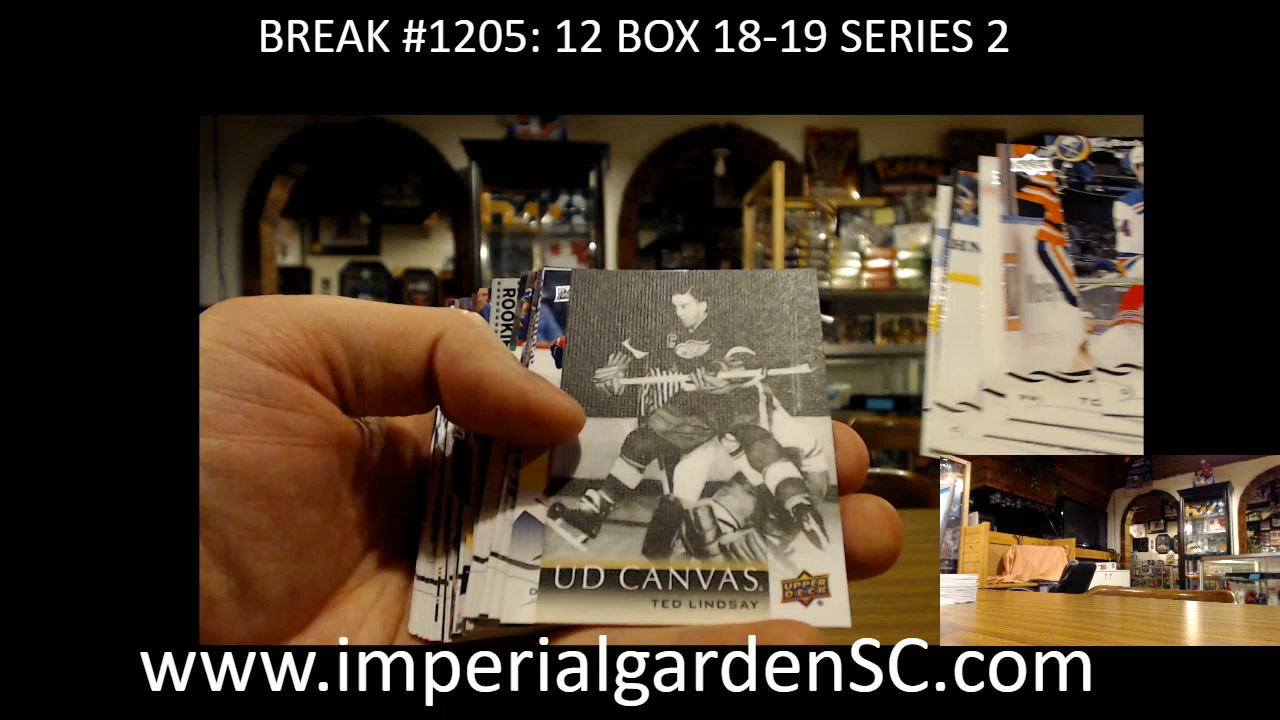 BREAK #1205: 12 BOX 18-19 SERIES 2
ROOKIE
UD CANVAS
TED LINDSAY
UPPER DECK
www.imperialgardenSC.com